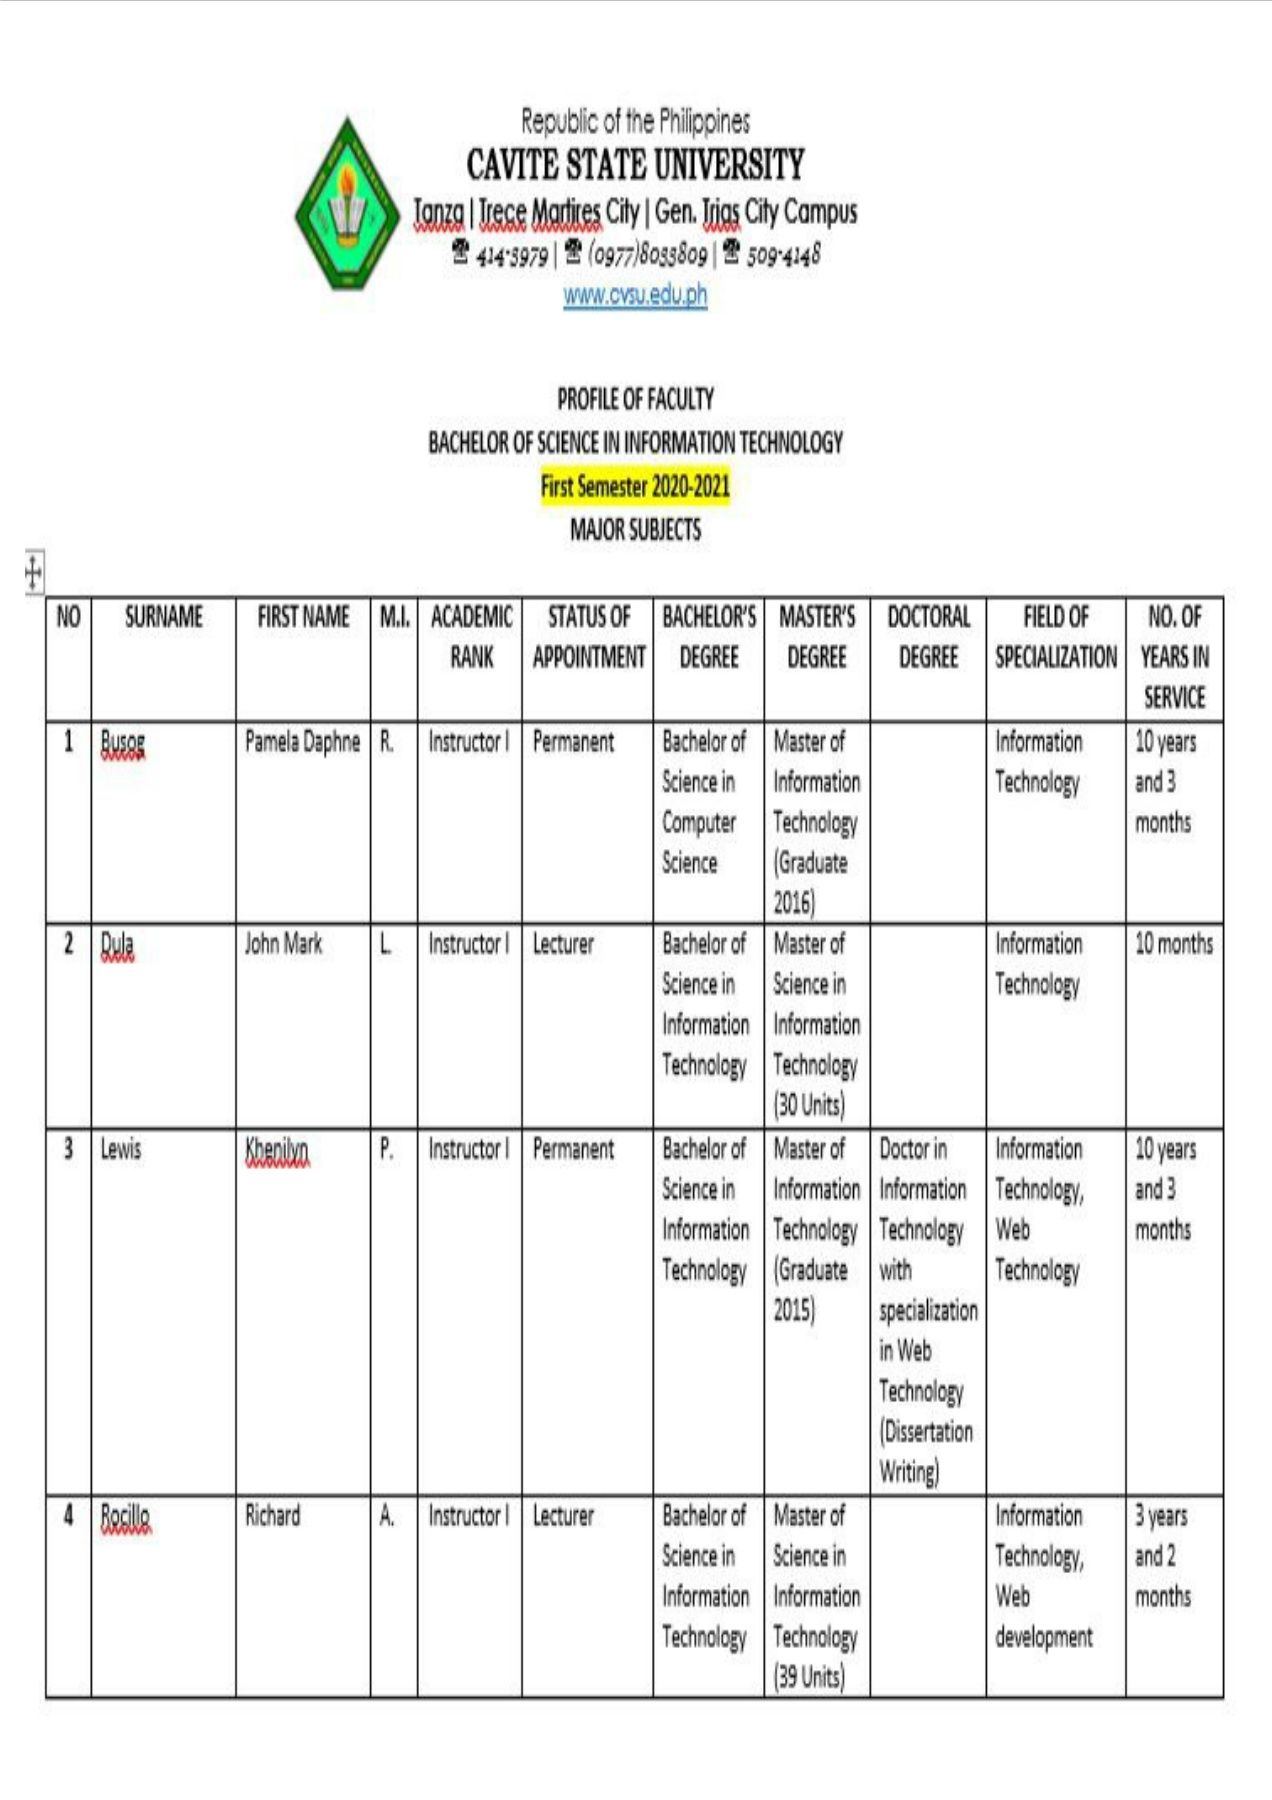 Republic of the Philippines
CAVITE STATE UNIVERSITY
Tanza | Trece Martires City | Gen. Trias City Campus
☎ 414-3979 | ☎ (0977)8033809 | ☎ 509-4148
www.cvsu.edu.ph
PROFILE OF FACULTY
BACHELOR OF SCIENCE IN INFORMATION TECHNOLOGY
First Semester 2020-2021
MAJOR SUBJECTS
NO SURNAME FIRST NAME M.I. ACADEMIC STATUS OF BACHELOR'S MASTER'S DOCTORAL FIELD OF NO. OF
RANK APPOINTMENT DEGREE DEGREE DEGREE SPECIALIZATION YEARS IN
SERVICE
1 Busog Pamela Daphne R. Instructor I Permanent Bachelor of Master of Information 10 years
Science in Information Technology and 3
Computer Technology months
Science (Graduate
2016)
2 Dula John Mark L. Instructor I Lecturer Bachelor of Master of Information 10 months
Science in Science in Technology
Information Information
Technology Technology
(30 Units)
3 Lewis Khenilyn P. Instructor I Permanent Bachelor of Master of Doctor in Information 10 years
Science in Information Information Technology, and 3
Information Technology Technology Web months
Technology (Graduate with Technology
2015) specialization
in Web
Technology
(Dissertation
Writing)
4 Rocillo Richard A. Instructor I Lecturer Bachelor of Master of Information 3 years
Science in Science in Technology, and 2
Information Information Web months
Technology Technology development
(39 Units)